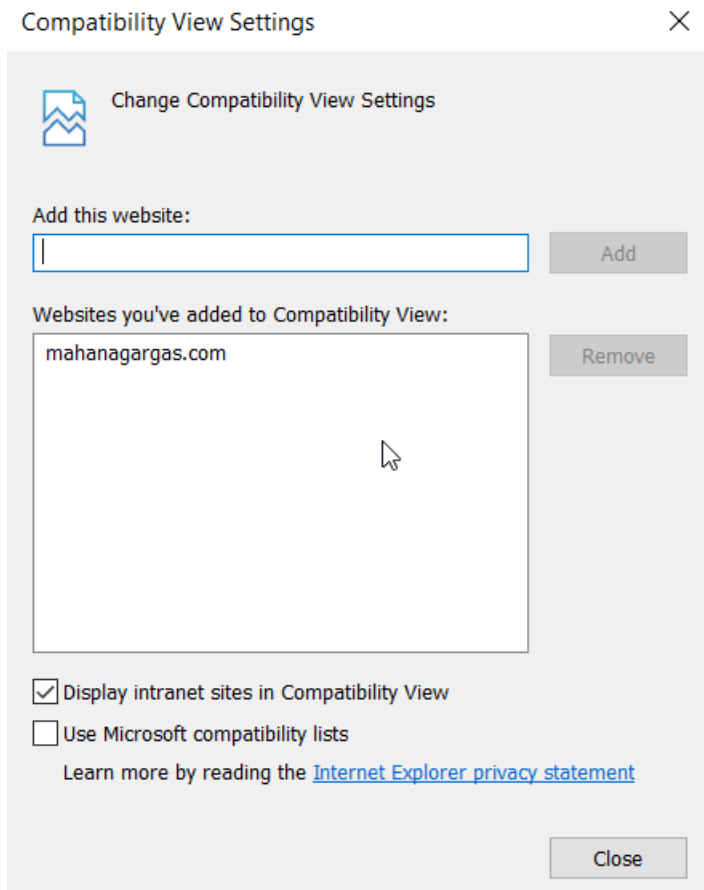 Compatibility View Settings
Change Compatibility View Settings
Add this website:
Add
Websites you've added to Compatibility View:
mahanagargas.com
Remove
Display intranet sites in Compatibility View
Use Microsoft compatibility lists
Learn more by reading the Internet Explorer privacy statement
Close